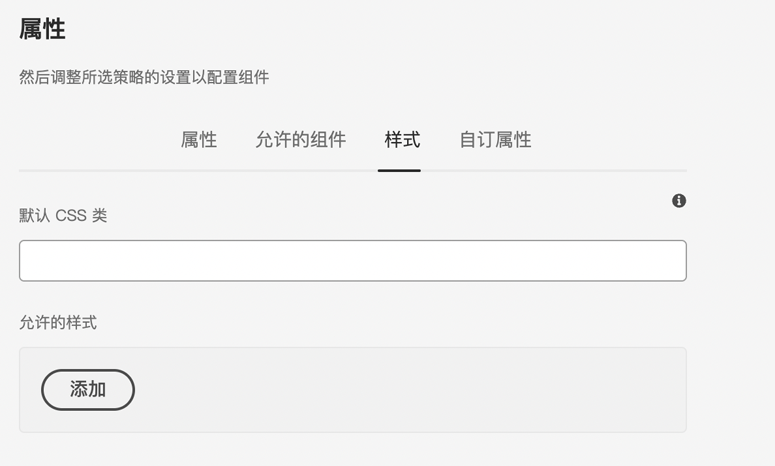 属性
然后调整所选策略的设置以配置组件
属性 允许的组件 样式 自订属性
默认 CSS 类
允许的样式
添加